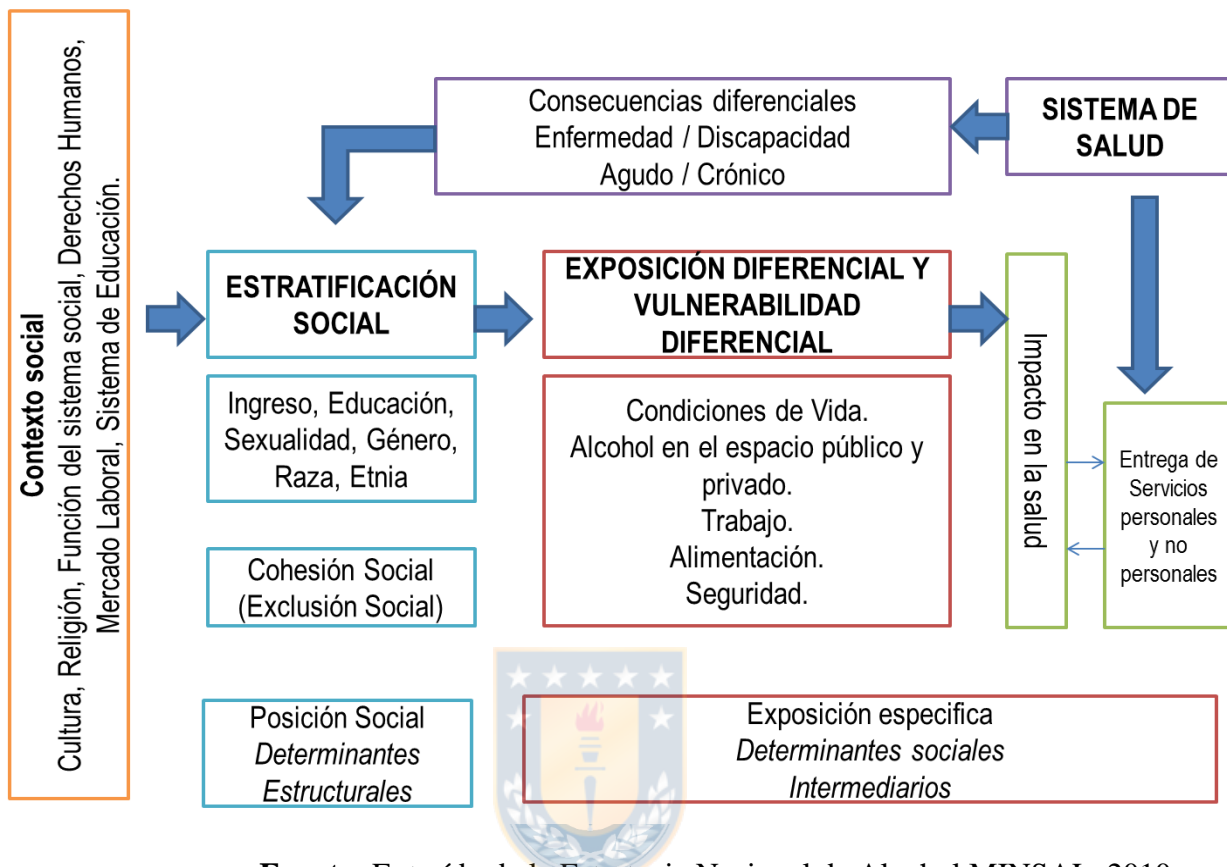 Contexto social
Cultura, Religión, Función del sistema social, Derechos Humanos,
Mercado Laboral, Sistema de Educación.
Consecuencias diferenciales
Enfermedad / Discapacidad
Agudo / Crónico
SISTEMA DE
SALUD
ESTRATIFICACIÓN
SOCIAL
EXPOSICIÓN DIFERENCIAL Y
VULNERABILIDAD
DIFERENCIAL
Ingreso, Educación,
Sexualidad, Género,
Raza, Etnia
Condiciones de Vida.
Alcohol en el espacio público y
privado.
Trabajo.
Alimentación.
Seguridad.
Impacto en la salud
Entrega de
Servicios
personales
y no
personales
Cohesión Social
(Exclusión Social)
Posición Social
Determinantes
Estructurales
Exposición especifica
Determinantes sociales
Intermediarios